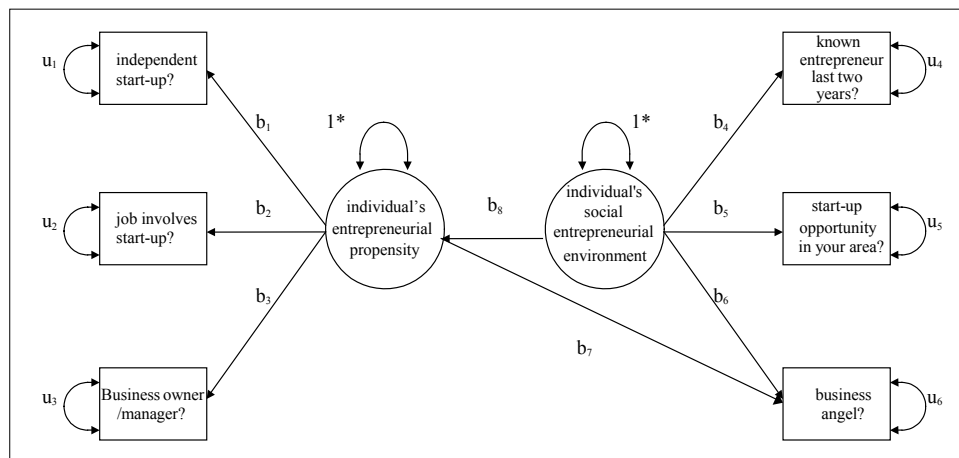 u1
independent
start-up?
b1
u2
job involves
start-up?
b2
u3
Business owner
/manager?
b3
1*
individual’s
entrepreneurial
propensity
b8
1*
individual's
social
entrepreneurial
environment
b4
known
entrepreneur
last two
years?
u4
b5
start-up
opportunity
in your area?
u5
b6
b7
business
angel?
u6